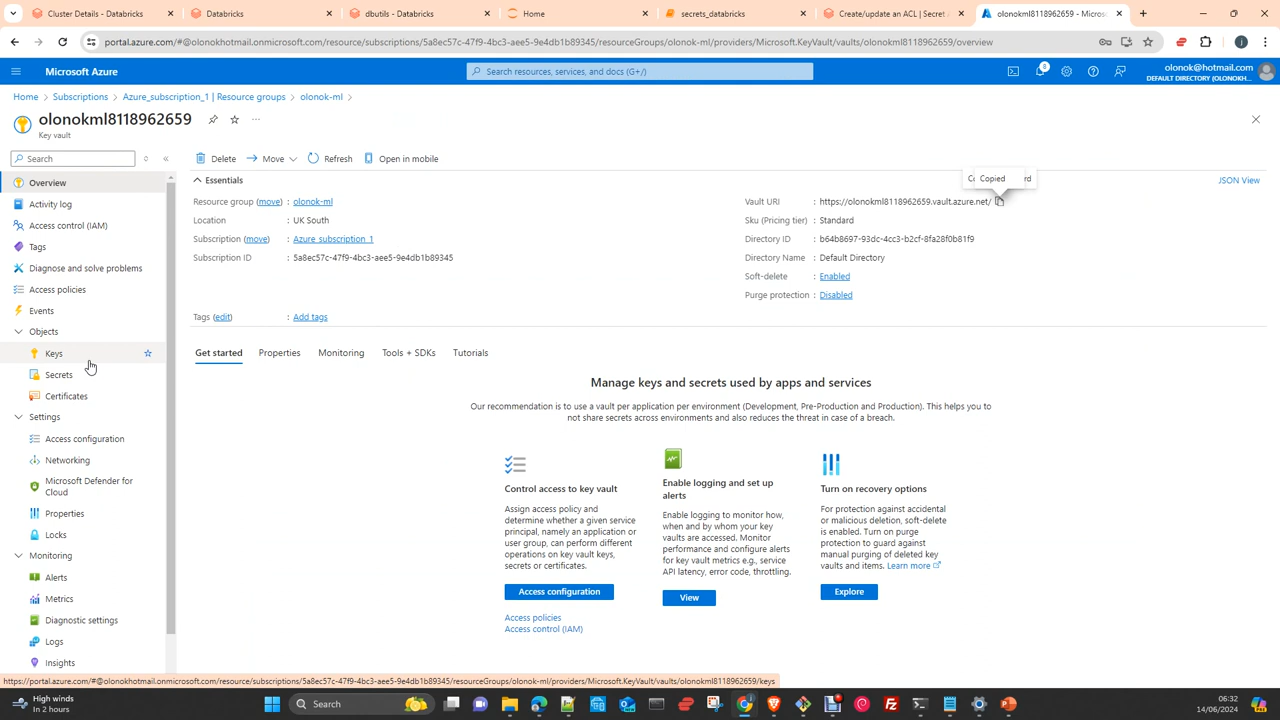 Cluster Details - Databricks
Databricks
dbutils - Databricks
Home
secrets_databricks
Create/update an ACL | Secret A
olonokml8118962659 - Microso
portal.azure.com/#@olonokhotmail.onmicrosoft.com/resource/subscriptions/5a8ec57c-47f9-4bc3-aee5-9e4db1b89345/resourceGroups/olonok-ml/providers/Microsoft.KeyVault/vaults/olonokml8118962659/overview
Microsoft Azure
Search resources, services, and docs (G+/)
8
olonok@hotmail.com
DEFAULT DIRECTORY (OLONOKH...
Home > Subscriptions > Azure_subscription_1 | Resource groups > olonok-ml >
olonokml8118962659
Key vault
Search
Delete
Move
Refresh
Open in mobile
Overview
Activity log
Access control (IAM)
Tags
Diagnose and solve problems
Access policies
Events
Objects
Keys
Secrets
Certificates
Settings
Access configuration
Networking
Microsoft Defender for
Cloud
Properties
Locks
Monitoring
Alerts
Metrics
Diagnostic settings
Logs
Insights
Essentials
Copied
JSON View
Resource group (move) : olonok-ml
Location : UK South
Subscription (move) : Azure_subscription_1
Subscription ID : 5a8ec57c-47f9-4bc3-aee5-9e4db1b89345
Vault URI : https://olonokml8118962659.vault.azure.net/
Sku (Pricing tier) : Standard
Directory ID : b64b8697-93dc-4cc3-b2cf-8fa28f0b81f9
Directory Name : Default Directory
Soft-delete : Enabled
Purge protection : Disabled
Tags (edit) : Add tags
Get started
Properties
Monitoring
Tools + SDKs
Tutorials
Manage keys and secrets used by apps and services
Our recommendation is to use a vault per application per environment (Development, Pre-Production and Production). This helps you to
not share secrets across environments and also reduces the threat in case of a breach.
Control access to key vault
Assign access policy and
determine whether a given service
principal, namely an application or
user group, can perform different
operations on key vault keys,
secrets or certificates.
Access configuration
Access policies
Access control (IAM)
Enable logging and set up
alerts
Enable logging to monitor how,
when and by whom your key
vaults are accessed. Monitor
performance and configure alerts
for key vault metrics e.g., service
API latency, error code, throttling.
View
Turn on recovery options
For protection against accidental
or malicious deletion, soft-delete
is enabled. Turn on purge
protection to guard against
manual purging of deleted key
vaults and items. Learn more
Explore
https://portal.azure.com/#@olonokhotmail.onmicrosoft.com/resource/subscriptions/5a8ec57c-47f9-4bc3-aee5-9e4db1b89345/resourceGroups/olonok-ml/providers/Microsoft.KeyVault/vaults/olonokml8118962659/keys
High winds
In 2 hours
Search
06:32
14/06/2024